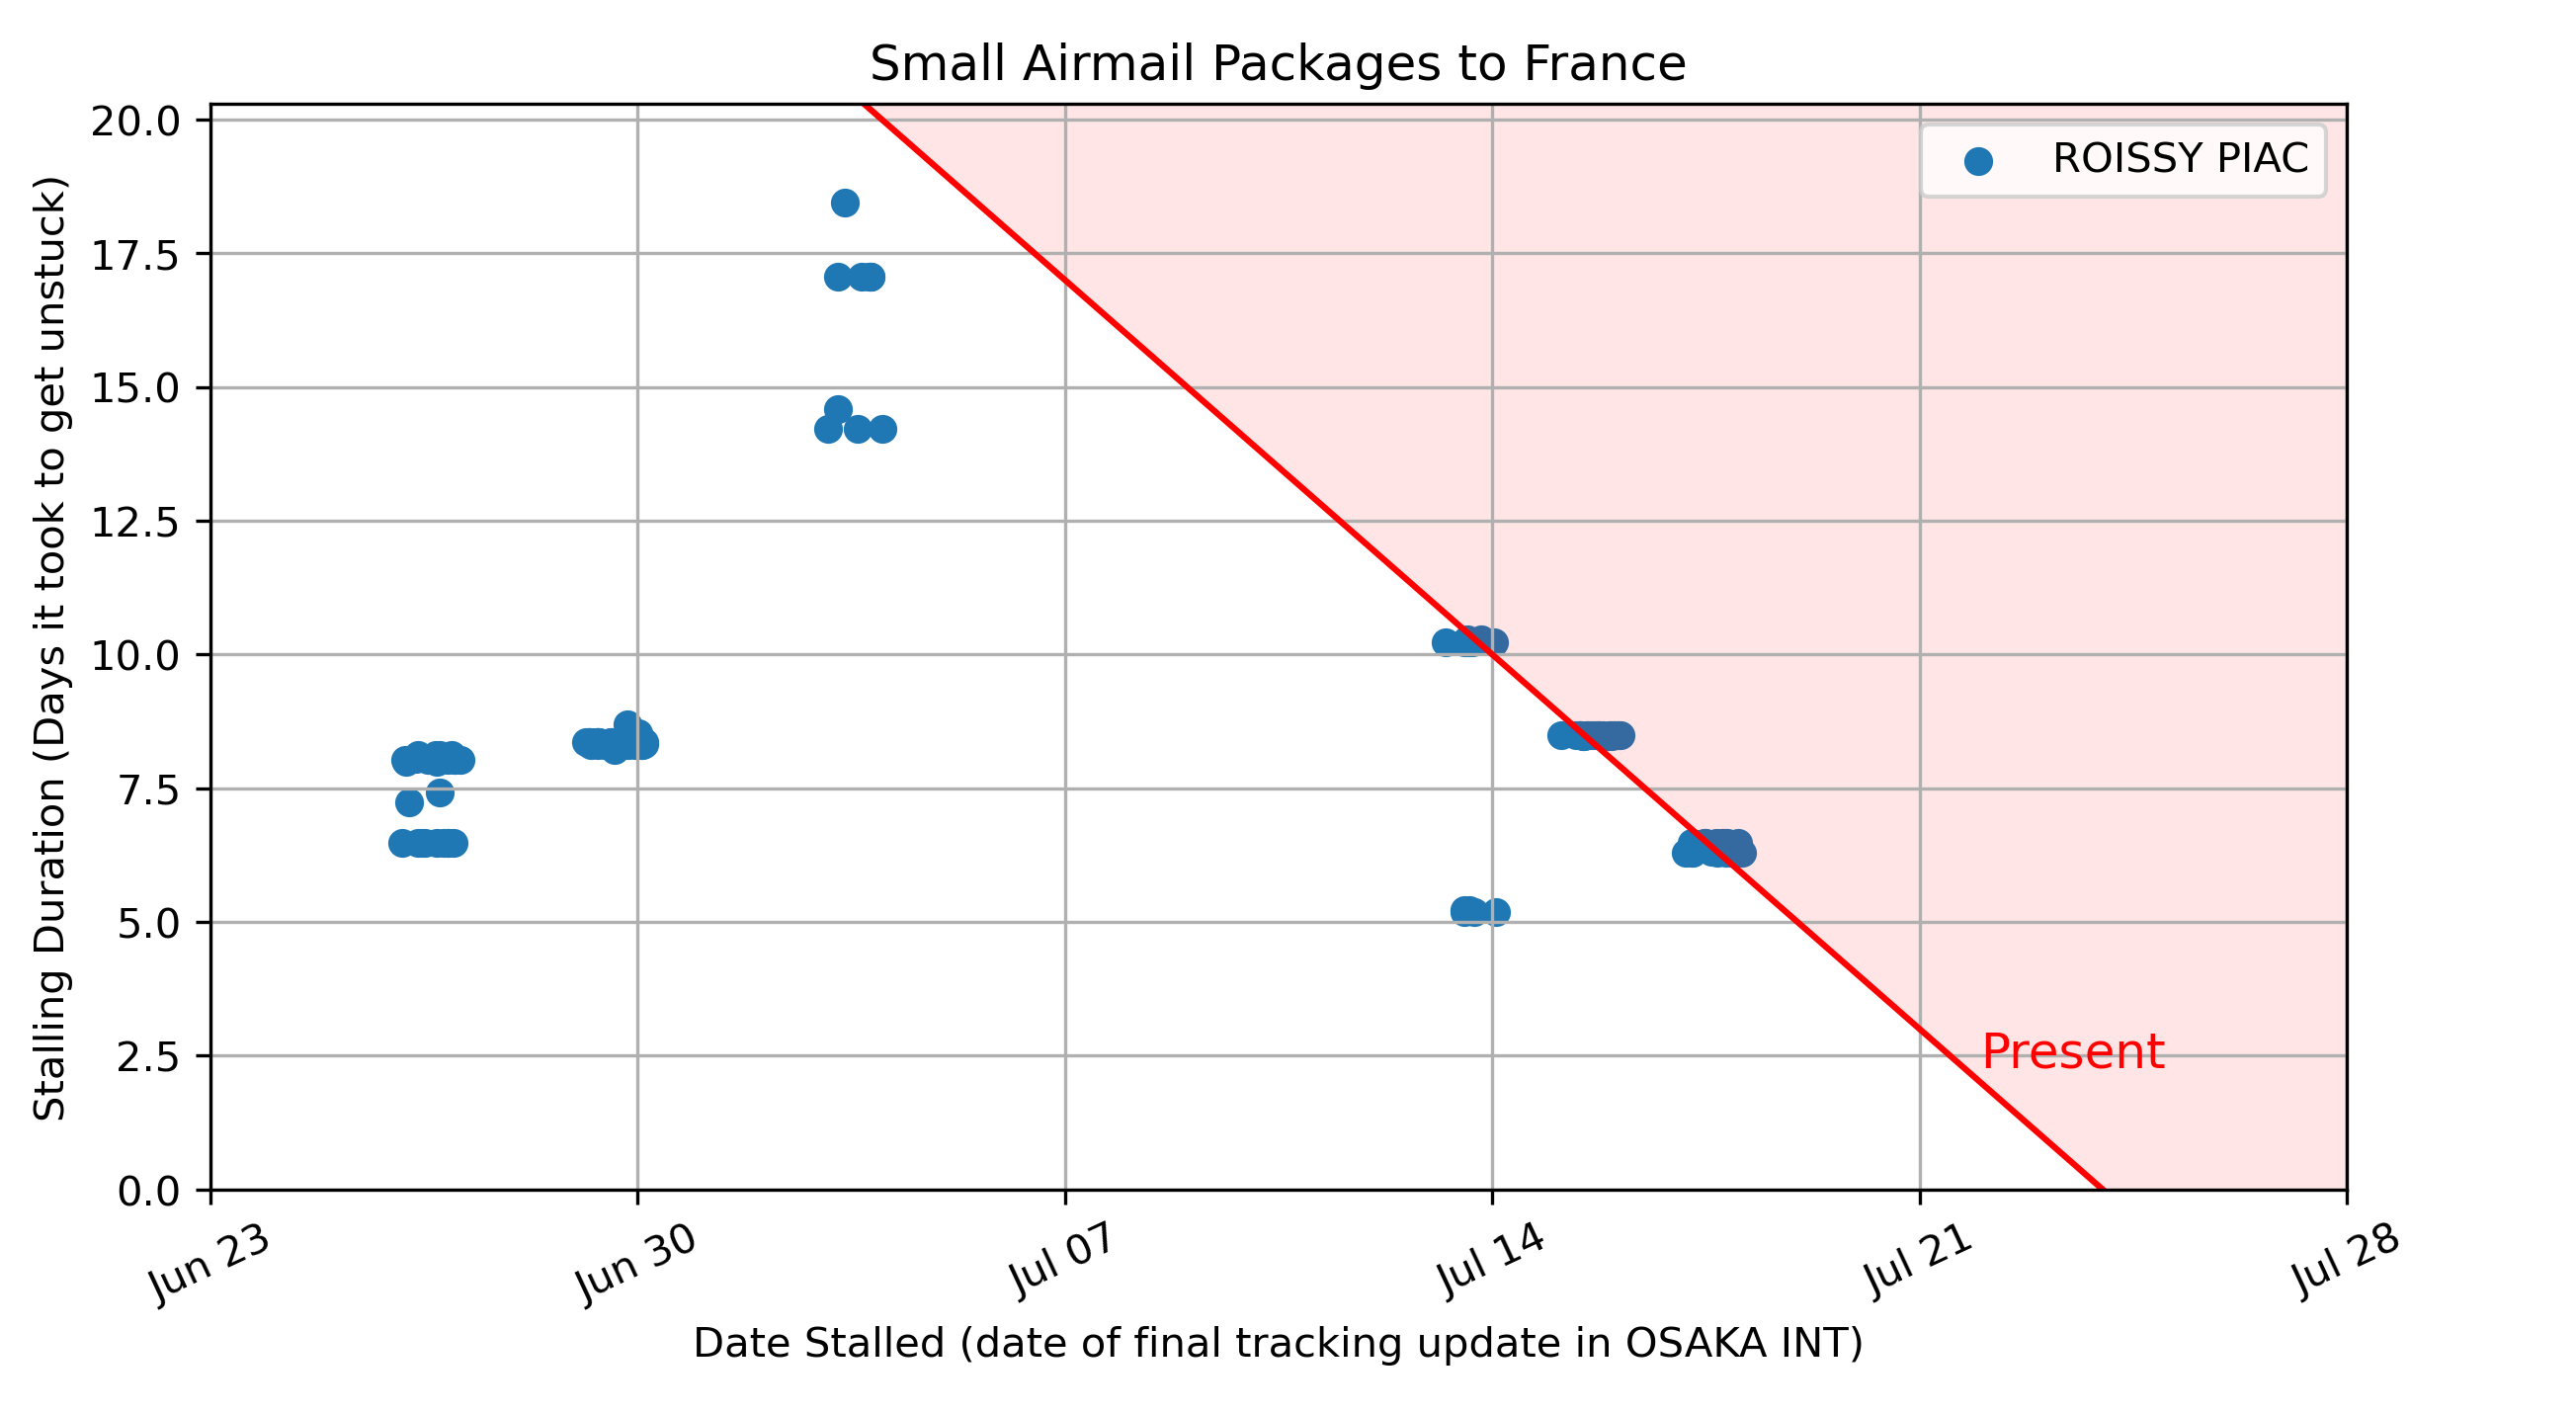 Small Airmail Packages to France
20.0
17.5
15.0
12.5
10.0
7.5
5.0
2.5
0.0
Stalling Duration (Days it took to get unstuck)
ROISSY PIAC
Present
Jun 23
Jun 30
Jul 07
Jul 14
Jul 21
Jul 28
Date Stalled (date of final tracking update in OSAKA INT)